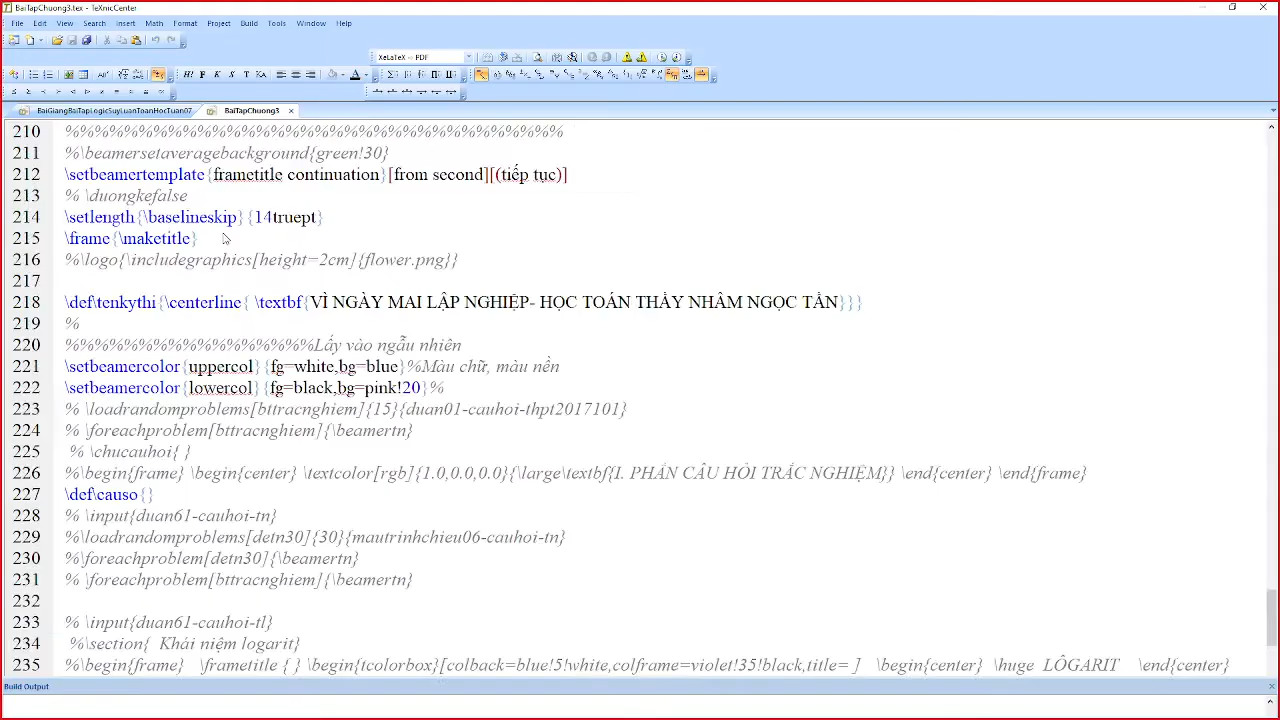 BaiTapChuong3.tex - TeXnicCenter
File Edit View Search Insert Math Format Project Build Tools Window Help
XeLaTeX ⇨ PDF
BaiGiangBaiTapLogicSuyLuanToanHocTuan07 BaiTapChuong3
210 %%%%%%%%%%%%%%%%%%%%%%%%%%%%%%%%%%
211 %\beamersetaveragebackground{green!30}
212 \setbeamertemplate{frametitle continuation}[from second][(tiếp tục)]
213 % \duongkefalse
214 \setlength{\baselineskip}{14truept}
215 \frame{\maketitle}
216 %\logo{\includegraphics[height=2cm]{flower.png}}
217
218 \def\tenkythi{\centerline{ \textbf{VÌ NGÀY MAI LẬP NGHIỆP- HỌC TOÁN THẦY NHÂM NGỌC TẦN}}}
219 %
220 %%%%%%%%%%%%%%%%%Lấy vào ngẫu nhiên
221 \setbeamercolor{uppercol}{fg=white,bg=blue}%Màu chữ, màu nền
222 \setbeamercolor{lowercol}{fg=black,bg=pink!20}%
223 % \loadrandomproblems[bttracnghiem]{15}{duan01-cauhoi-thpt2017101}
224 % \foreachproblem[bttracnghiem]{\beamertn}
225 % \chucauhoi{ }
226 %\begin{frame} \begin{center} \textcolor[rgb]{1.0,0.0,0.0}{\large\textbf{I. PHẦN CÂU HỎI TRẮC NGHIỆM}} \end{center} \end{frame}
227 \def\causo{}
228 % \input{duan61-cauhoi-tn}
229 %\loadrandomproblems[detn30]{30}{mautrinhchieu06-cauhoi-tn}
230 %\foreachproblem[detn30]{\beamertn}
231 % \foreachproblem[bttracnghiem]{\beamertn}
232
233 % \input{duan61-cauhoi-tl}
234 %\section{ Khái niệm logarit}
235 %\begin{frame} \frametitle { } \begin{tcolorbox}[colback=blue!5!white,colframe=violet!35!black,title= ] \begin{center} \huge LÔGARIT \end{center}
Build Output